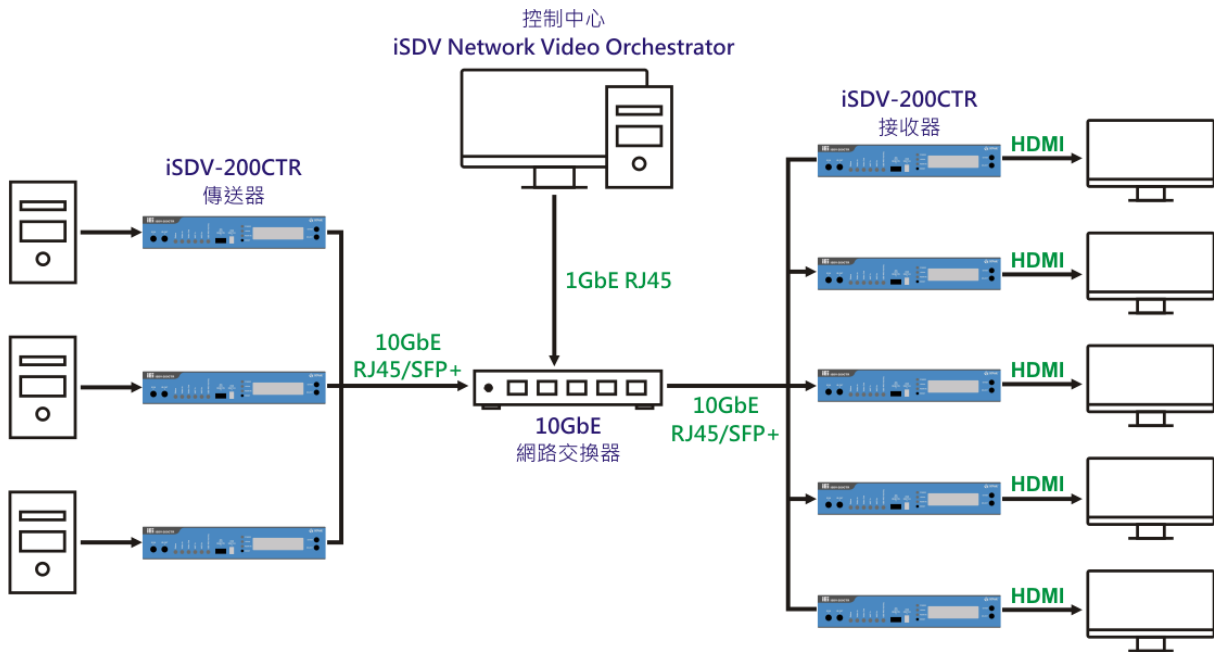 控制中心
iSDV Network Video Orchestrator
iSDV-200CTR
傳送器
iSDV-200CTR
接收器
HDMI
HDMI
1GbE RJ45
10GbE
RJ45/SFP+
HDMI
10GbE
網路交換器
10GbE
RJ45/SFP+
HDMI
HDMI